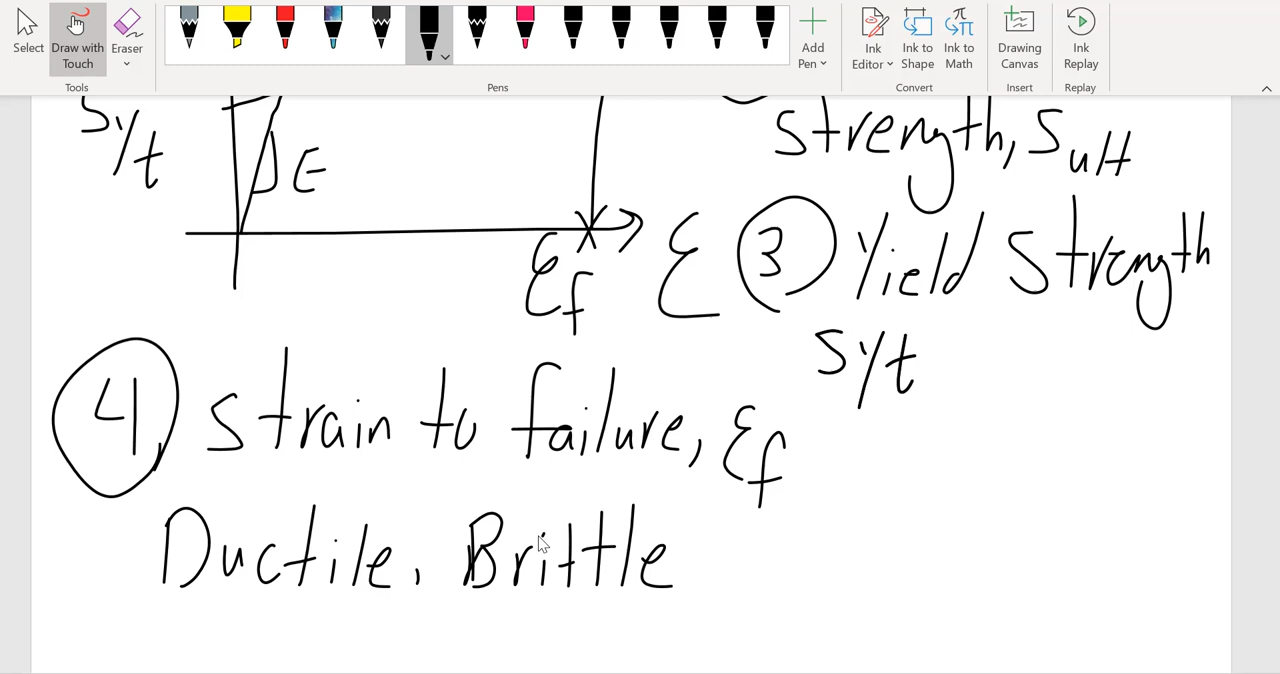 Select
Draw with Touch
Eraser
Tools
Pens
Add Pen
Ink Editor
Ink to Shape
Ink to Math
Convert
Drawing Canvas
Insert
Ink Replay
Replay
Sy,t
E
εf
ε
Strength, Sult
3 Yield Strength
Sy,t
4. Strain to failure, εf
Ductile, Brittle